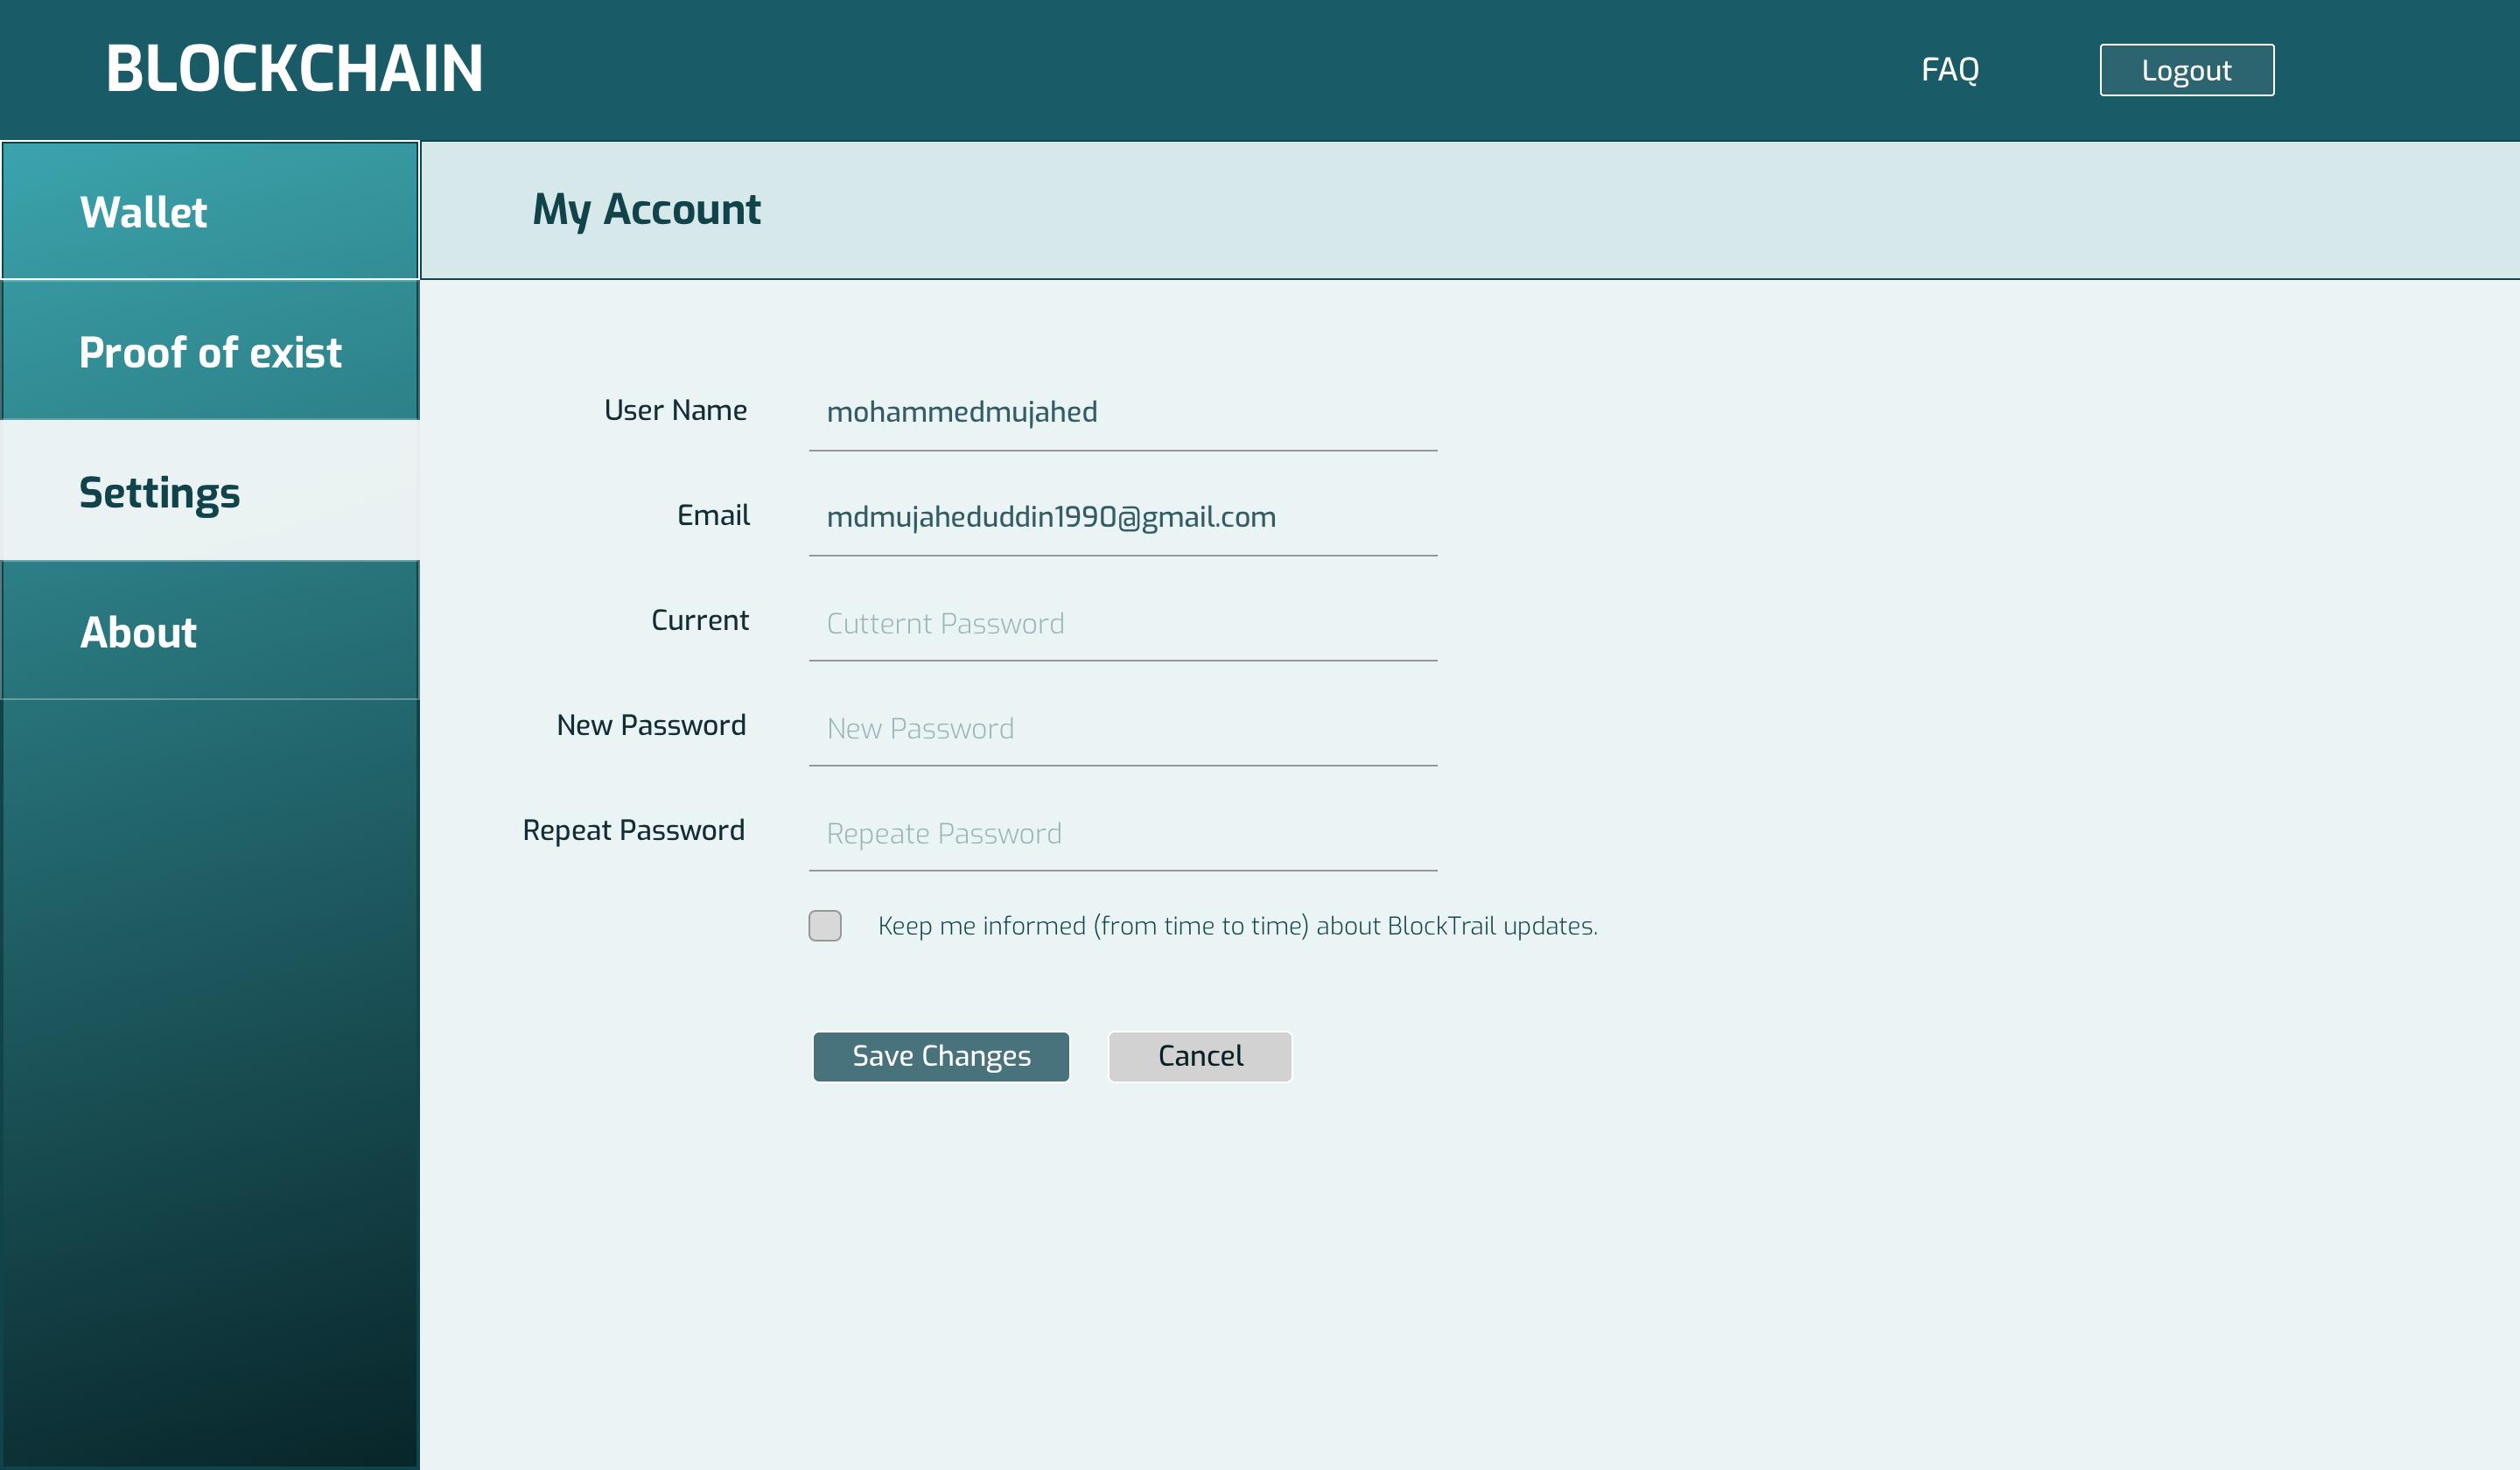 BLOCKCHAIN
FAQ
Logout
Wallet
My Account
Proof of exist
Settings
About
User Name
mohammedmujahed
Email
mdmujaheduddin1990@gmail.com
Current
Cutternt Password
New Password
New Password
Repeat Password
Repeate Password
Keep me informed (from time to time) about BlockTrail updates.
Save Changes
Cancel